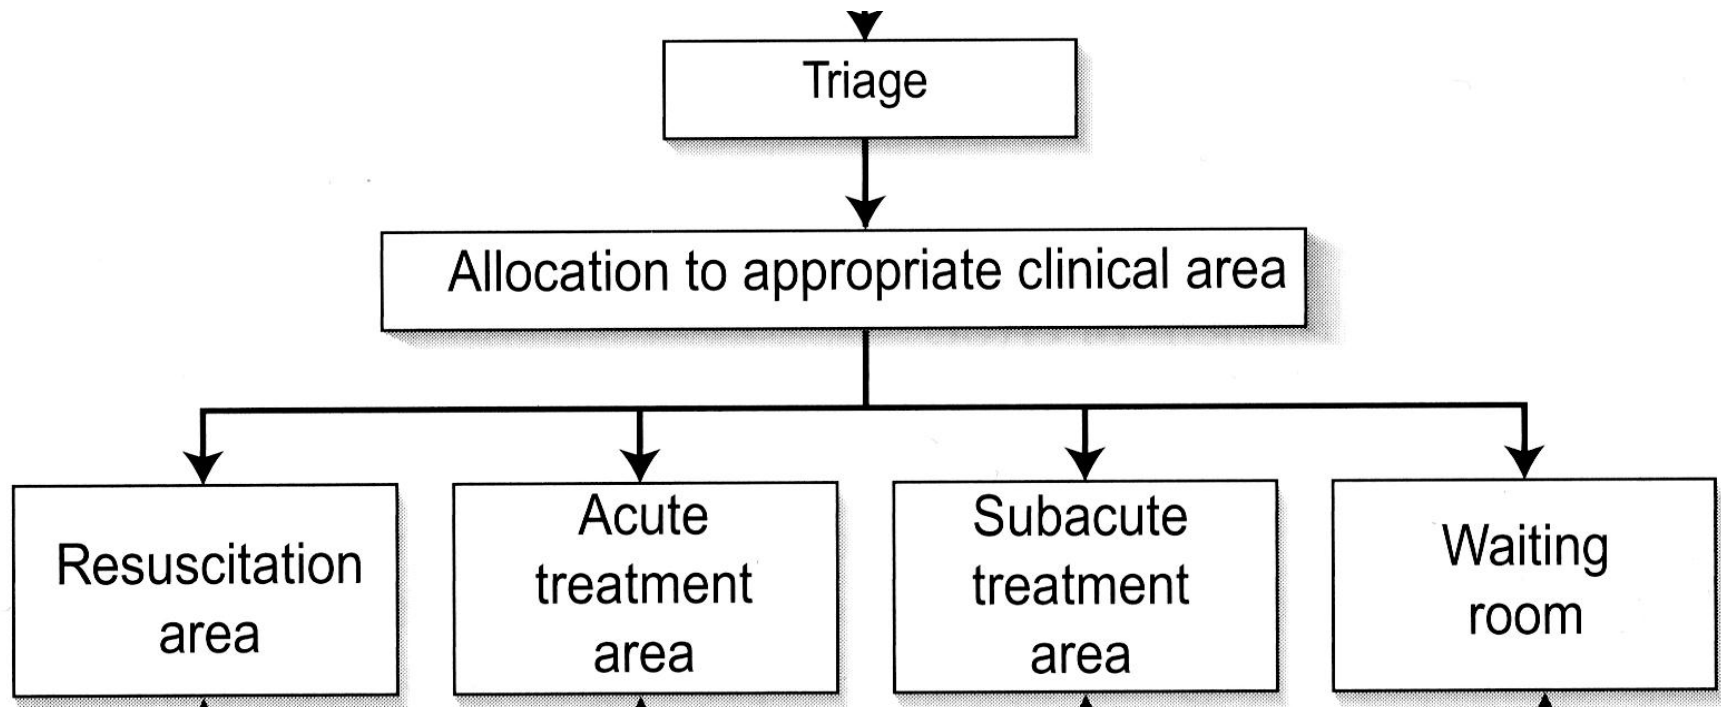 Triage
Allocation to appropriate clinical area
Resuscitation
area
Acute
treatment
area
Subacute
treatment
area
Waiting
room